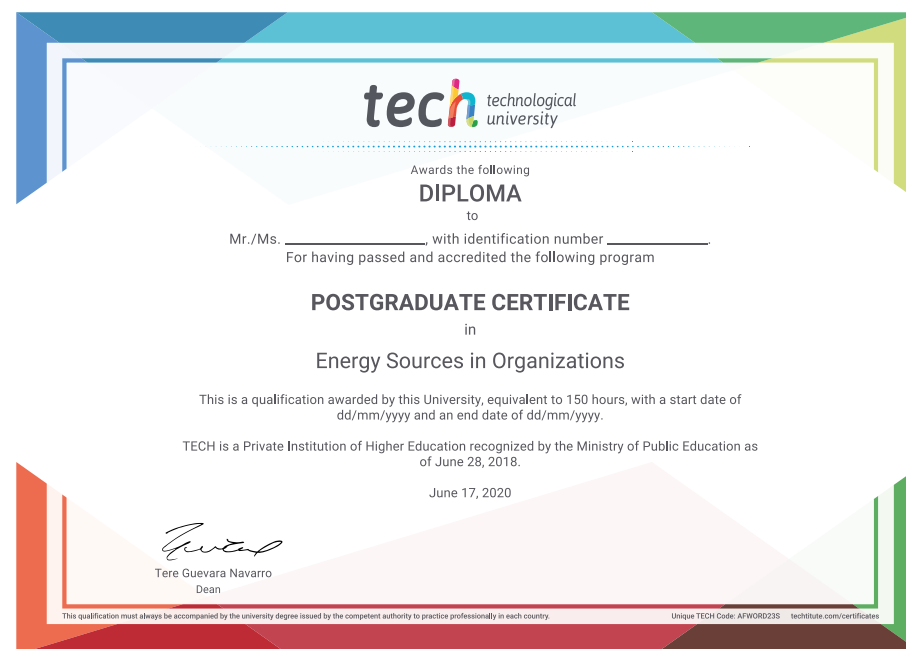 tech technological
university
Awards the following
DIPLOMA
to
Mr./Ms. ____________________, with identification number ______________.
For having passed and accredited the following program
POSTGRADUATE CERTIFICATE
in
Energy Sources in Organizations
This is a qualification awarded by this University, equivalent to 150 hours, with a start date of
dd/mm/yyyy and an end date of dd/mm/yyyy.
TECH is a Private Institution of Higher Education recognized by the Ministry of Public Education as
of June 28, 2018.
June 17, 2020
Tere Guevara Navarro
Dean
This qualification must always be accompanied by the university degree issued by the competent authority to practice professionally in each country. Unique TECH Code: AFWORD23S techtitute.com/certificates